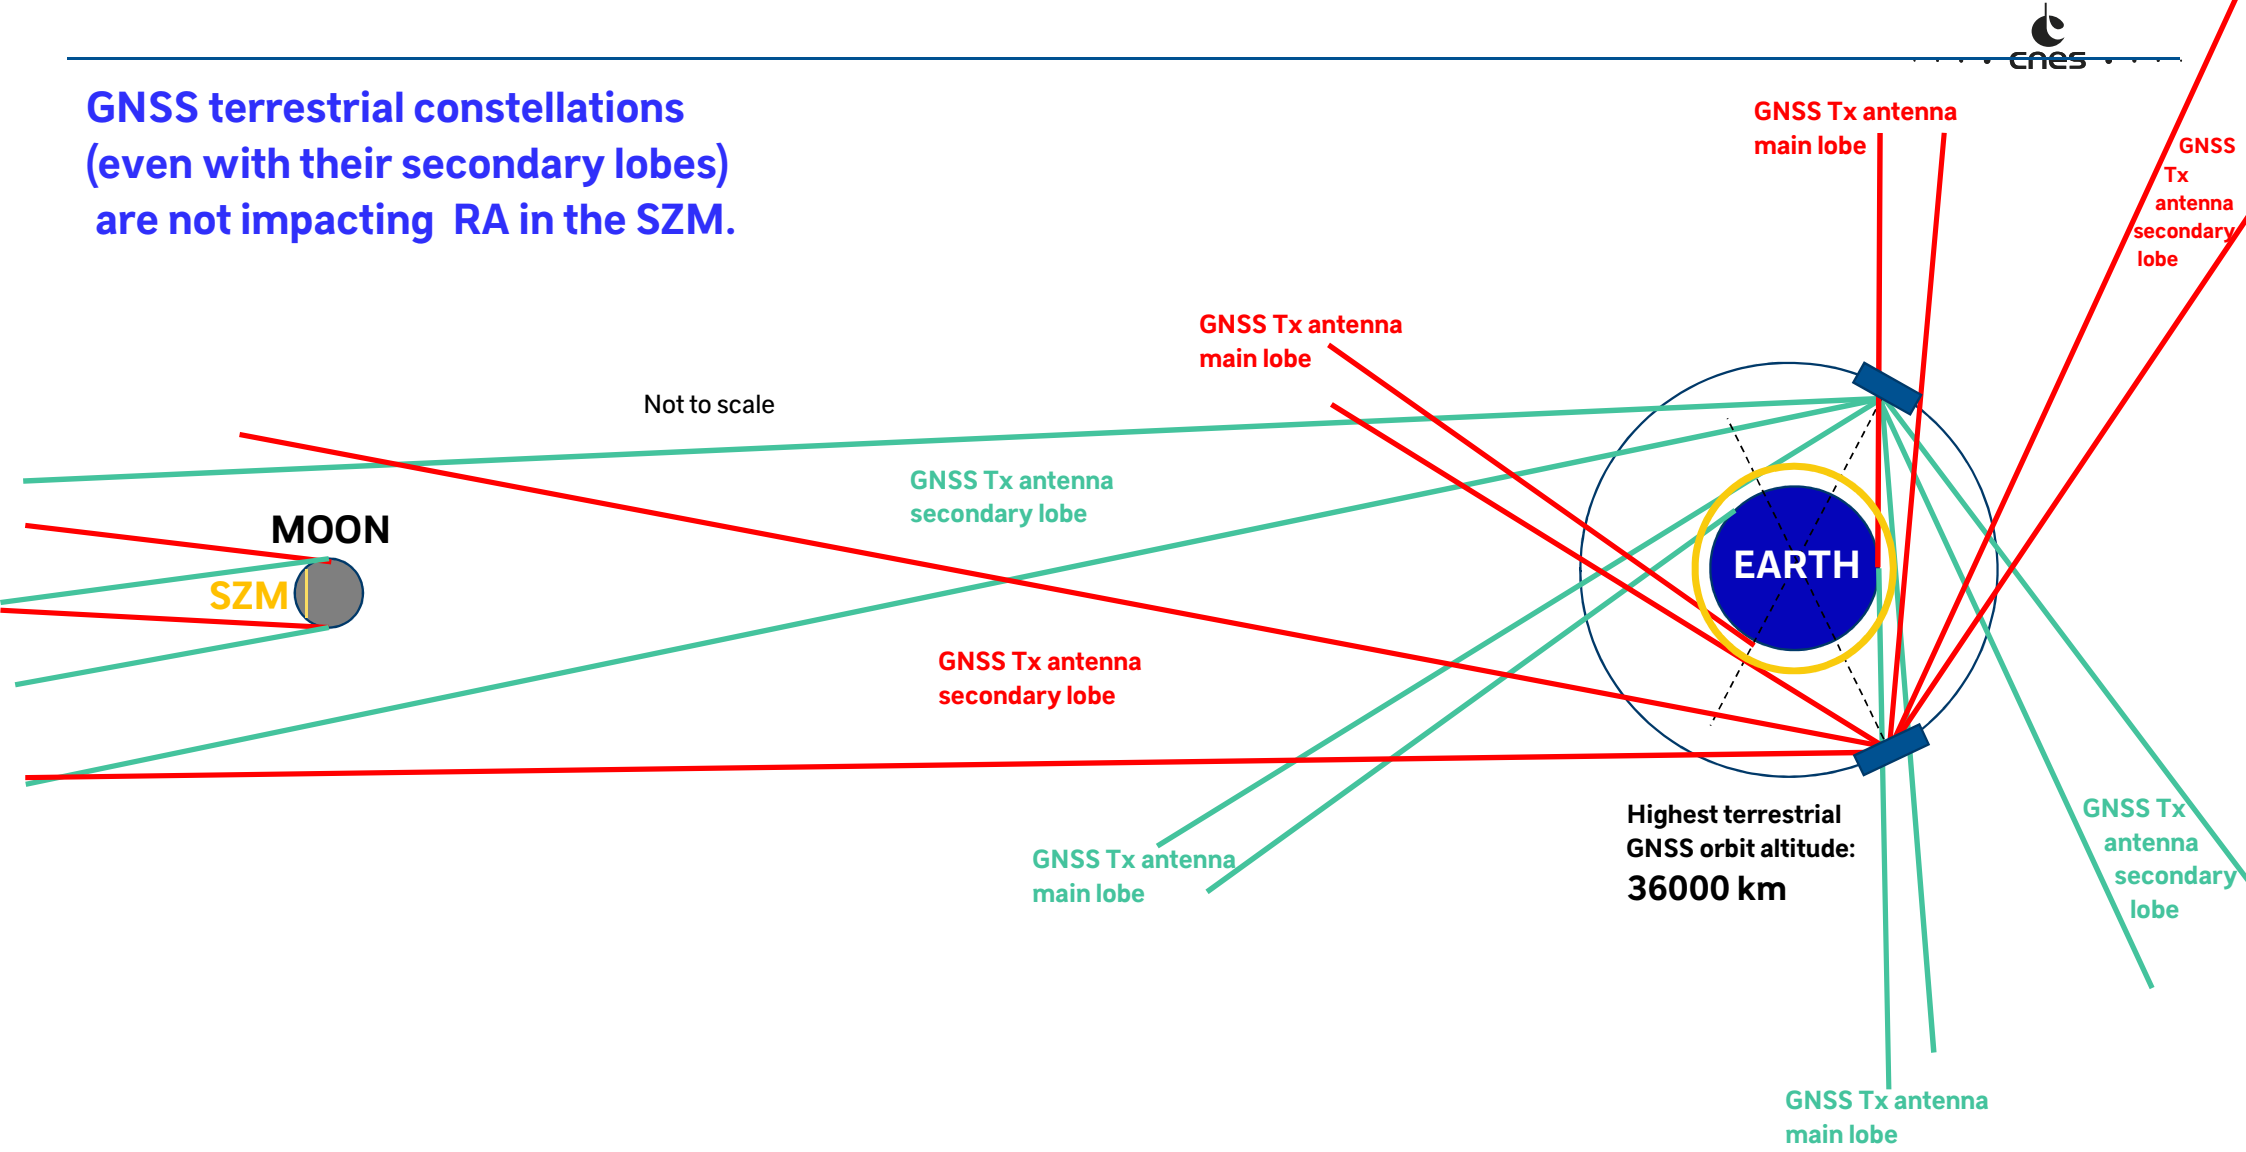 cnes
GNSS terrestrial constellations
(even with their secondary lobes)
are not impacting RA in the SZM.
GNSS Tx antenna
main lobe
GNSS
Tx
antenna
secondary
lobe
GNSS Tx antenna
main lobe
Not to scale
GNSS Tx antenna
secondary lobe
MOON
SZM
EARTH
GNSS Tx antenna
secondary lobe
Highest terrestrial
GNSS orbit altitude:
36000 km
GNSS Tx antenna
main lobe
GNSS Tx
antenna
secondary
lobe
GNSS Tx antenna
main lobe